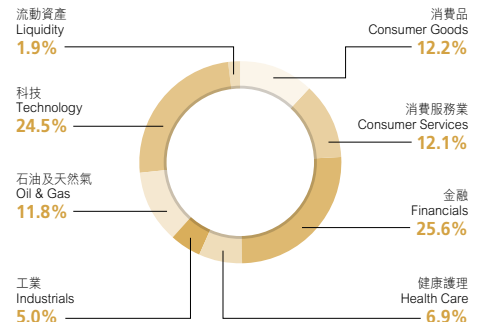 流動資產
Liquidity
1.9%
科技
Technology
24.5%
石油及天然氣
Oil & Gas
11.8%
工業
Industrials
5.0%
消費品
Consumer Goods
12.2%
消費服務業
Consumer Services
12.1%
金融
Financials
25.6%
健康護理
Health Care
6.9%